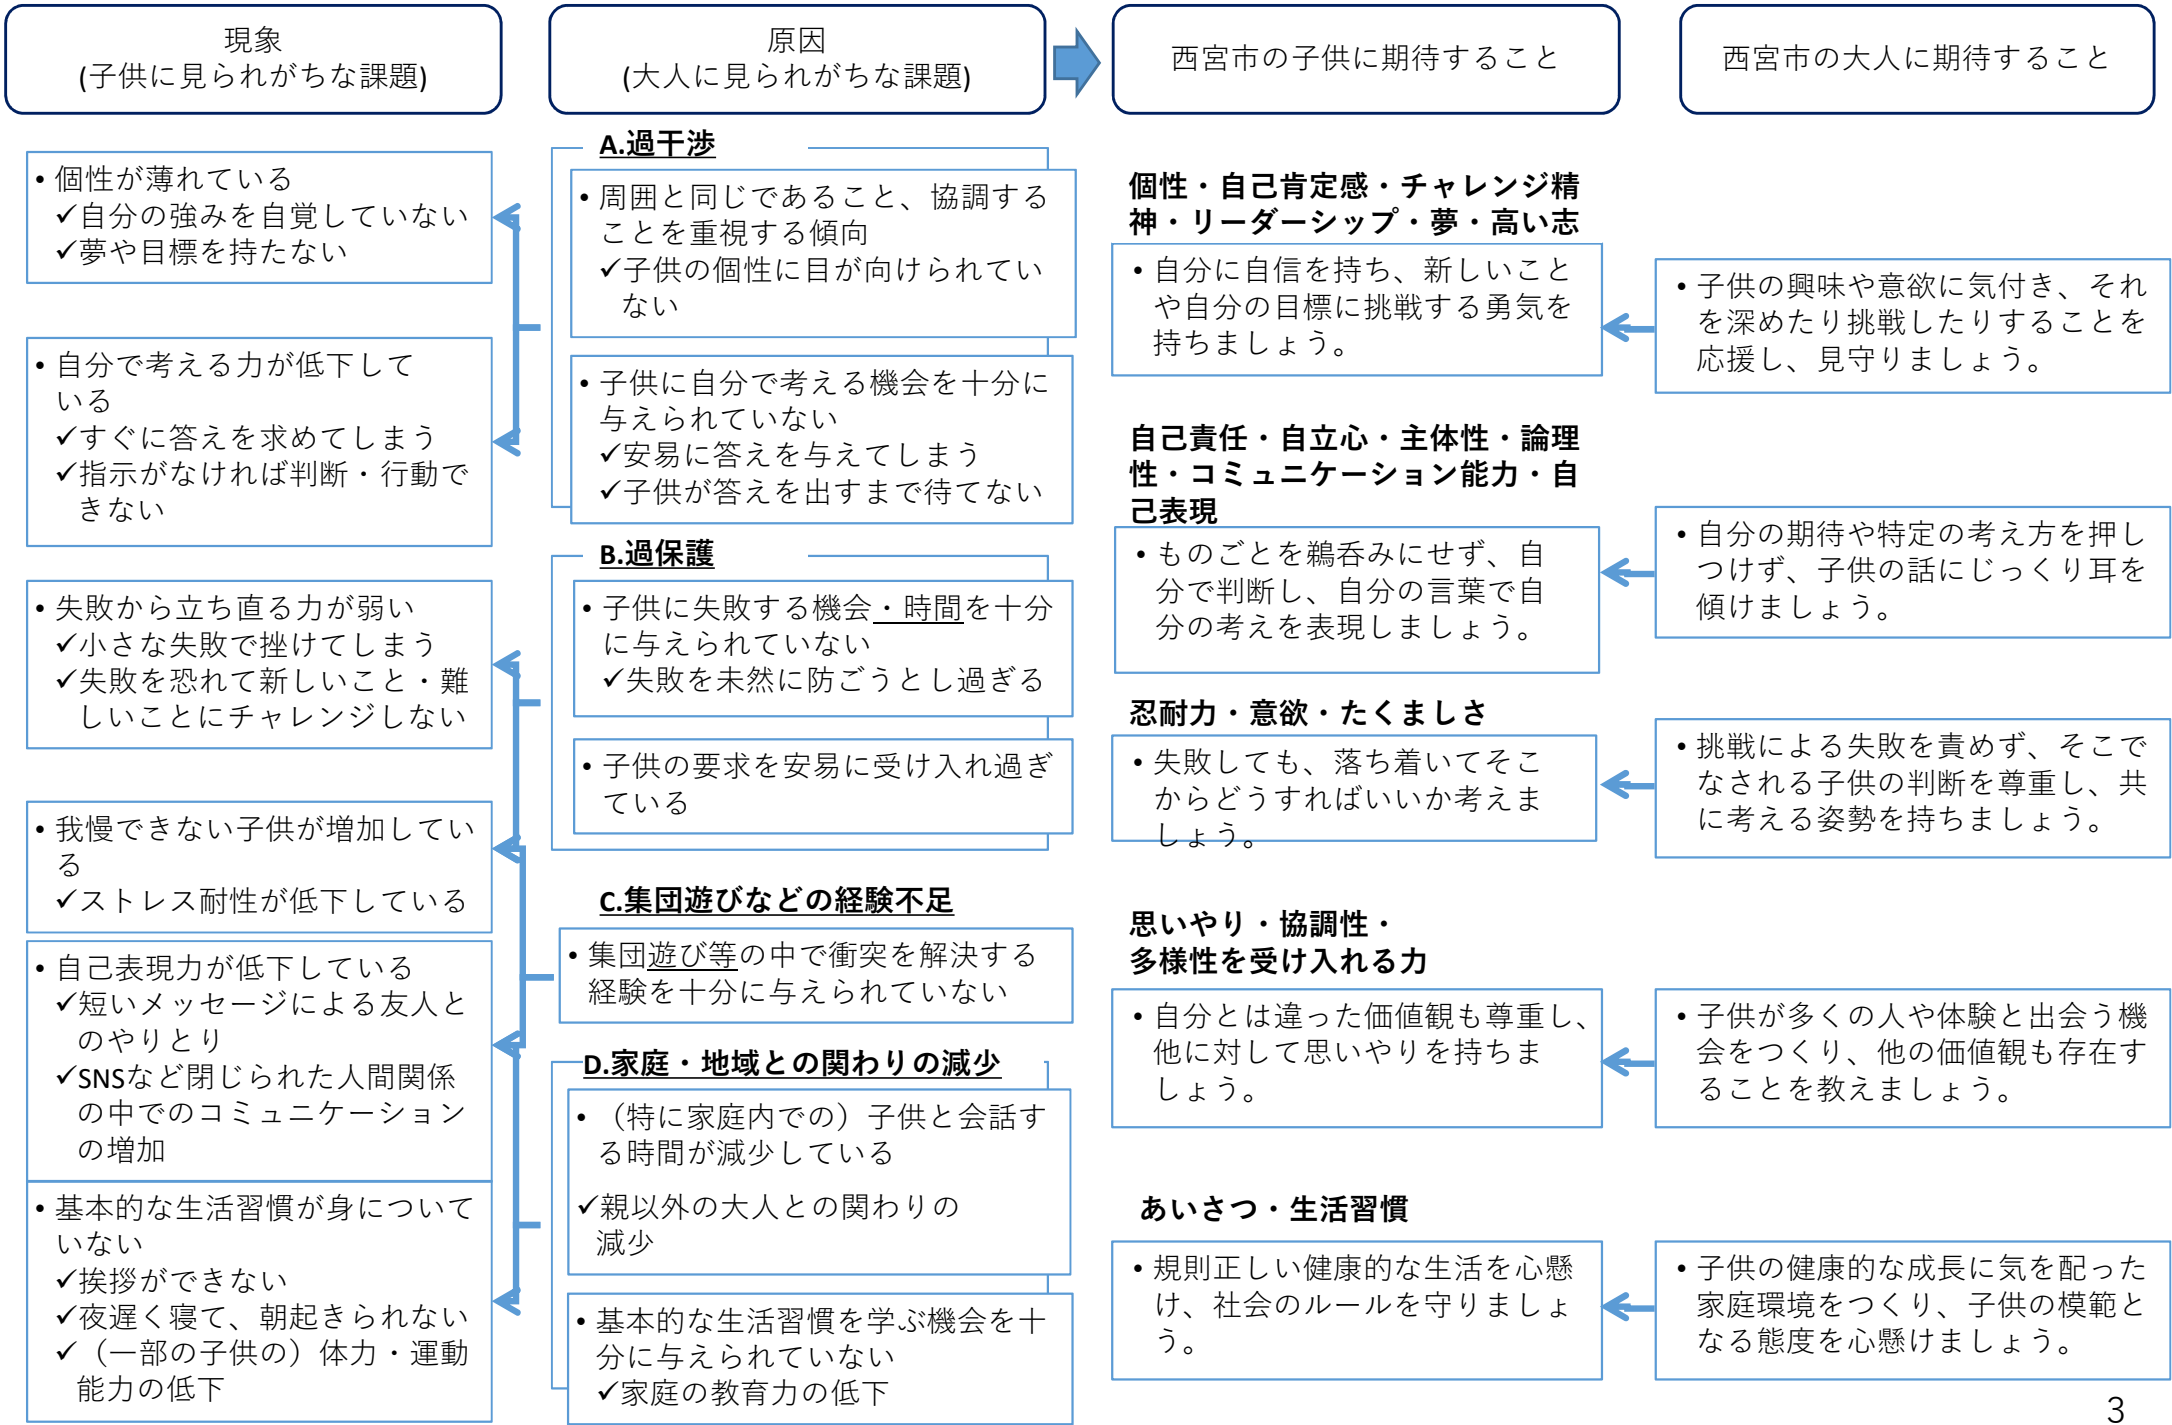 現象
(子供に見られがちな課題)
原因
(大人に見られがちな課題)
西宮市の子供に期待すること
西宮市の大人に期待すること
• 個性が薄れている
✓自分の強みを自覚していない
✓夢や目標を持たない
• 自分で考える力が低下して
いる
✓すぐに答えを求めてしまう
✓指示がなければ判断・行動で
きない
• 失敗から立ち直る力が弱い
✓小さな失敗で挫けてしまう
✓失敗を恐れて新しいこと・難
しいことにチャレンジしない
• 我慢できない子供が増加してい
る
✓ストレス耐性が低下している
• 自己表現力が低下している
✓短いメッセージによる友人と
のやりとり
✓SNSなど閉じられた人間関係
の中でのコミュニケーション
の増加
• 基本的な生活習慣が身について
いない
✓挨拶ができない
✓夜遅く寝て、朝起きられない
✓（一部の子供の）体力・運動
能力の低下
A.過干渉
• 周囲と同じであること、協調する
ことを重視する傾向
✓子供の個性に目が向けられてい
ない
• 子供に自分で考える機会を十分に
与えられていない
✓安易に答えを与えてしまう
✓子供が答えを出すまで待てない
B.過保護
• 子供に失敗する機会・時間を十分
に与えられていない
✓失敗を未然に防ごうとし過ぎる
• 子供の要求を安易に受け入れ過ぎ
ている
C.集団遊びなどの経験不足
• 集団遊び等の中で衝突を解決する
経験を十分に与えられていない
D.家庭・地域との関わりの減少
• （特に家庭内での）子供と会話す
る時間が減少している
✓親以外の大人との関わりの
減少
• 基本的な生活習慣を学ぶ機会を十
分に与えられていない
✓家庭の教育力の低下
個性・自己肯定感・チャレンジ精
神・リーダーシップ・夢・高い志
• 自分に自信を持ち、新しいこと
や自分の目標に挑戦する勇気を
持ちましょう。
自己責任・自立心・主体性・論理
性・コミュニケーション能力・自
己表現
• ものごとを鵜呑みにせず、自
分で判断し、自分の言葉で自
分の考えを表現しましょう。
忍耐力・意欲・たくましさ
• 失敗しても、落ち着いてそこ
からどうすればいいか考えま
しょう。
思いやり・協調性・
多様性を受け入れる力
• 自分とは違った価値観も尊重し、
他に対して思いやりを持ちま
しょう。
あいさつ・生活習慣
• 規則正しい健康的な生活を心懸
け、社会のルールを守りましょ
う。
• 子供の興味や意欲に気付き、それ
を深めたり挑戦したりすることを
応援し、見守りましょう。
• 自分の期待や特定の考え方を押し
つけず、子供の話にじっくり耳を
傾けましょう。
• 挑戦による失敗を責めず、そこで
なされる子供の判断を尊重し、共
に考える姿勢を持ちましょう。
• 子供が多くの人や体験と出会う機
会をつくり、他の価値観も存在す
ることを教えましょう。
• 子供の健康的な成長に気を配った
家庭環境をつくり、子供の模範と
なる態度を心懸けましょう。
3